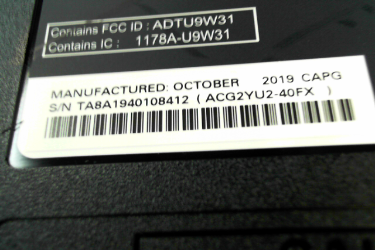 Contains FCC ID : ADTU9W31
Contains IC : 1178A-U9W31
MANUFACTURED: OCTOBER 2019 CAPG
S/N TA8A1940108412 ( ACG2YU2-40FX )